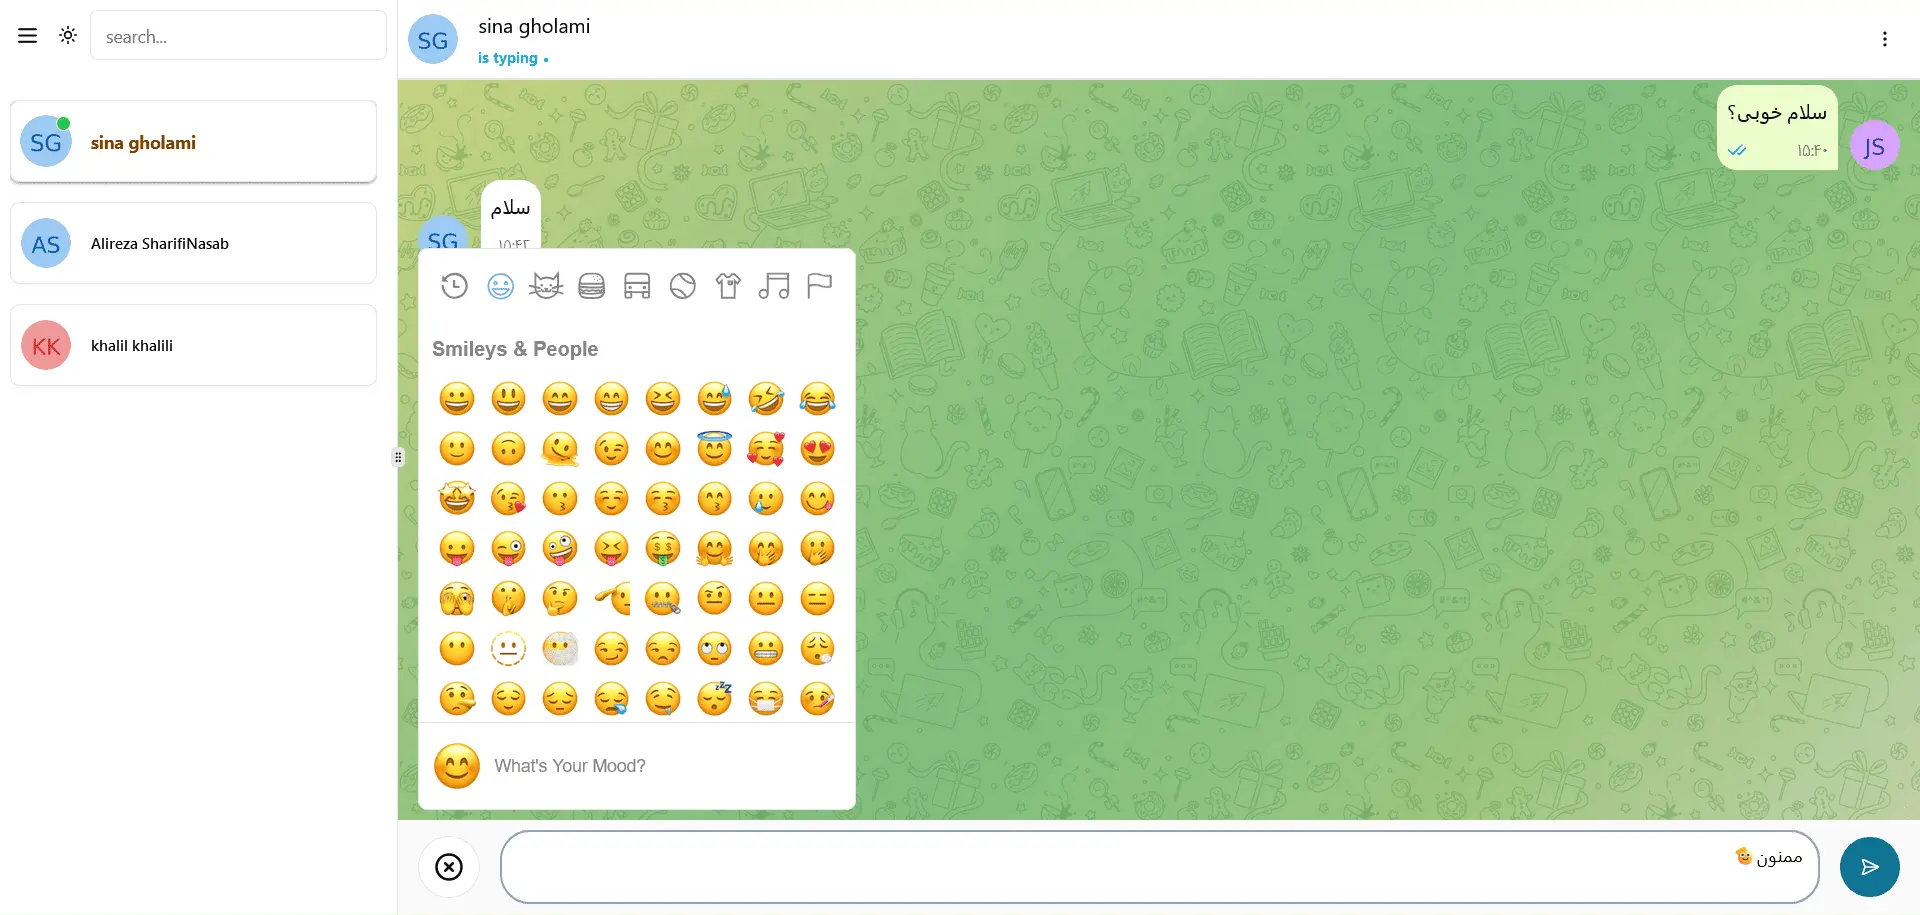 search...
SG
sina gholami
AS
Alireza SharifiNasab
KK
khalil khalili
SG
sina gholami
is typing
سلام خوبی؟
۱۵:۴۰
JS
سلام
۱۵:۴۲
SG
Smileys & People
What's Your Mood?
ممنون